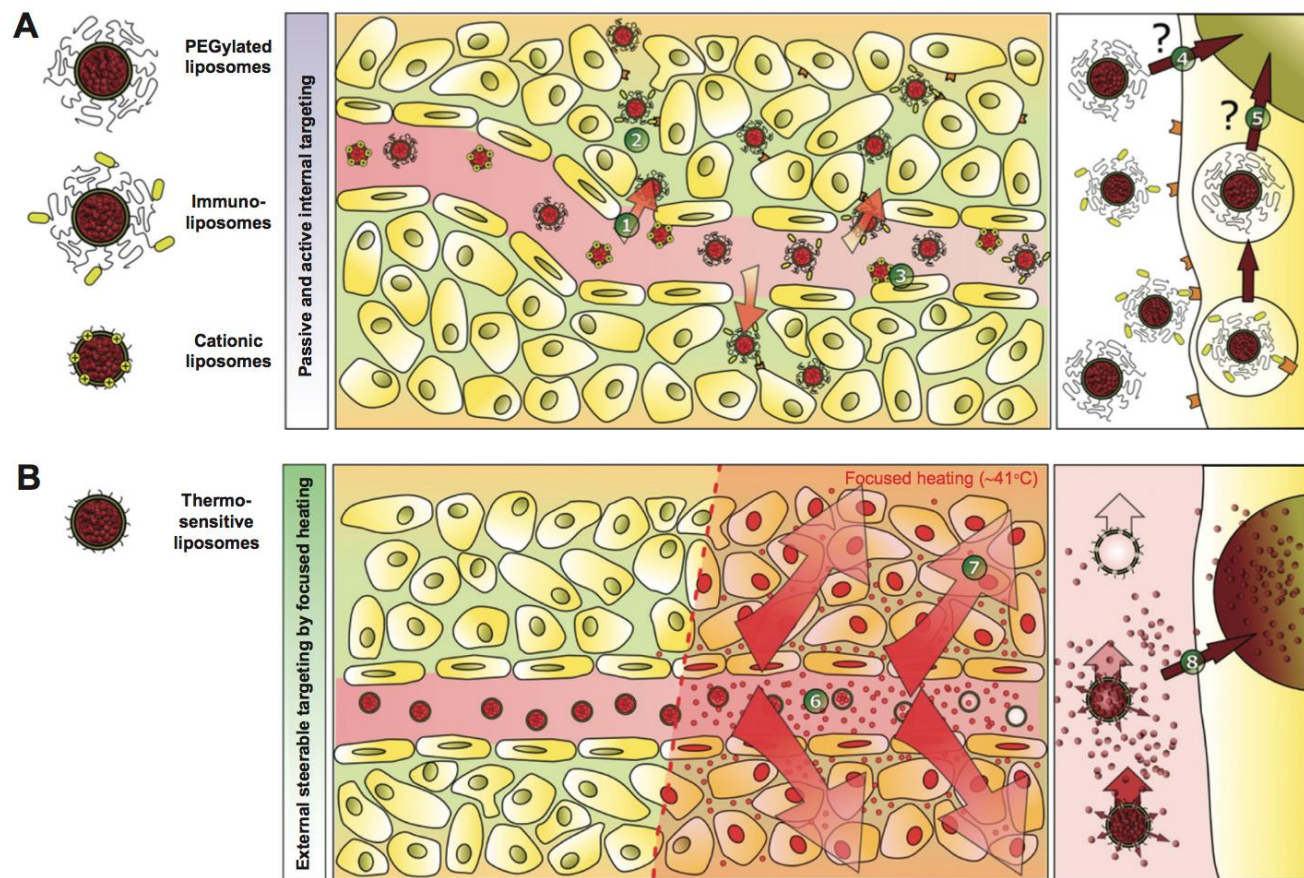 A
PEGylated
liposomes
Immuno-
liposomes
Cationic
liposomes
Passive and active internal targeting
1
2
3
?
4
?
5
B
Thermo-
sensitive
liposomes
External steerable targeting by focused heating
Focused heating (~41°C)
6
7
8